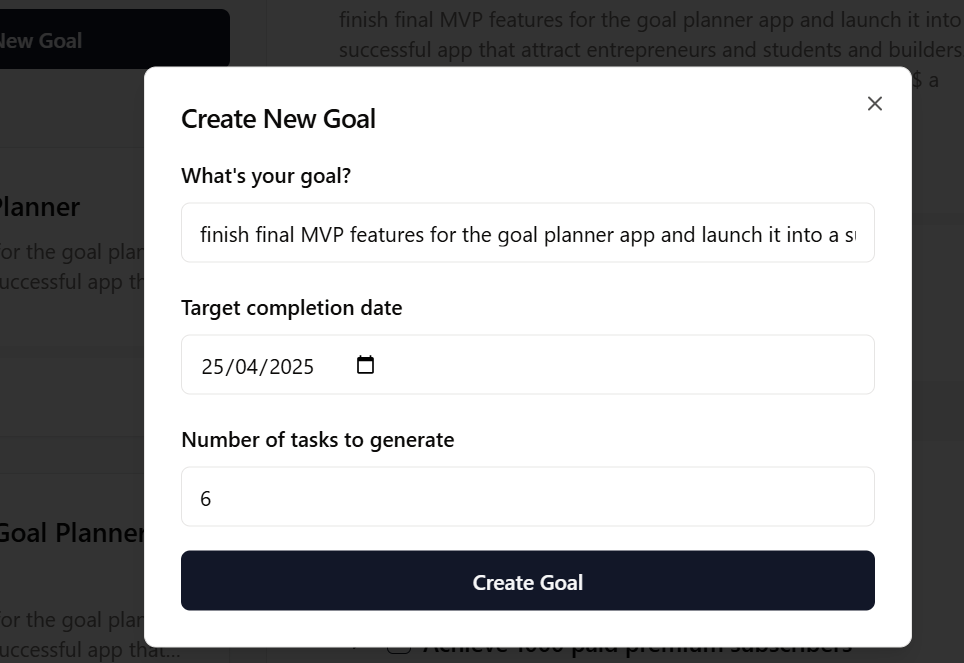 finish final MVP features for the goal planner app and launch it into
New Goal
successful app that attract entrepreneurs and students and builders
$ a
Create New Goal
What's your goal?
Planner
finish final MVP features for the goal planner app and launch it into a
for the goal plan
successful app th
Target completion date
25/04/2025
Number of tasks to generate
6
Goal Planner
Create Goal
for the goal plan
successful app that...
Achieve 1000 paid premium subscribers